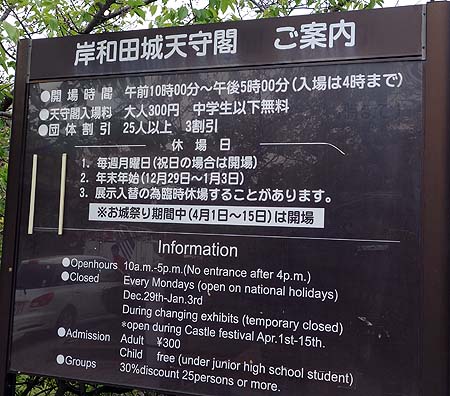 岸和田城天守閣　ご案内
●開場時間　午前10時00分～午後5時00分(入場は4時まで)
●天守閣入場料　大人300円　中学生以下無料
●団体割引　25人以上　3割引
休場日
1. 毎週月曜日(祝日の場合は開場)
2. 年末年始(12月29日～1月3日)
3. 展示入替の為臨時休場することがあります。
※お城祭り期間中(4月1日～15日)は開場
Information
●Openhours 10a.m.-5p.m.(No entrance after 4p.m.)
●Closed Every Mondays (open on national holidays)
Dec.29th-Jan.3rd
During changing exhibits (temporary closed)
*open during Castle festival Apr.1st-15th.
●Admission Adult ¥300
Child free (under junior high school student)
●Groups 30%discount 25persons or more.